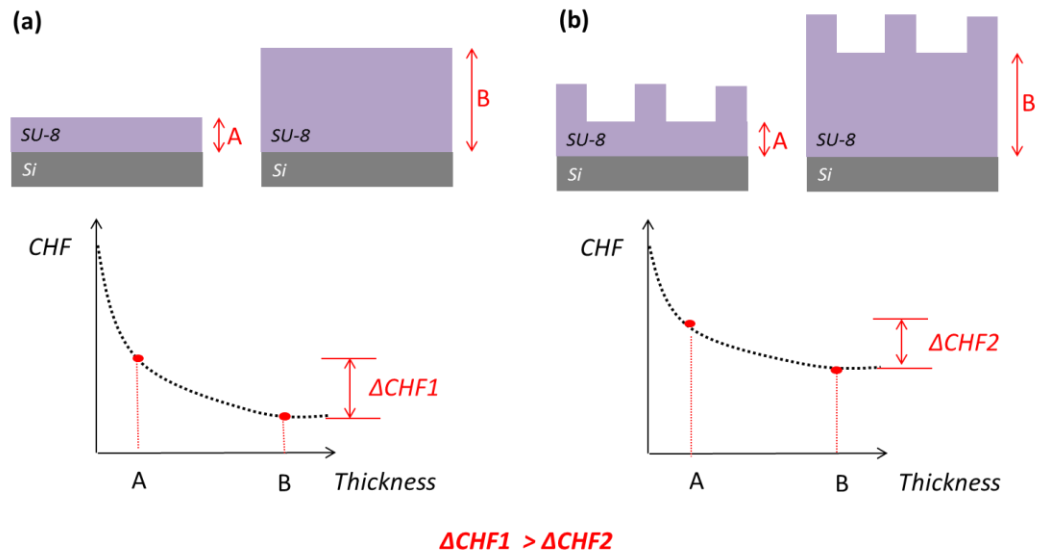 (a)
SU-8
Si
A
SU-8
Si
B
CHF
ΔCHF1
A
B
Thickness
(b)
SU-8
Si
A
SU-8
Si
B
CHF
ΔCHF2
A
B
Thickness
ΔCHF1 > ΔCHF2